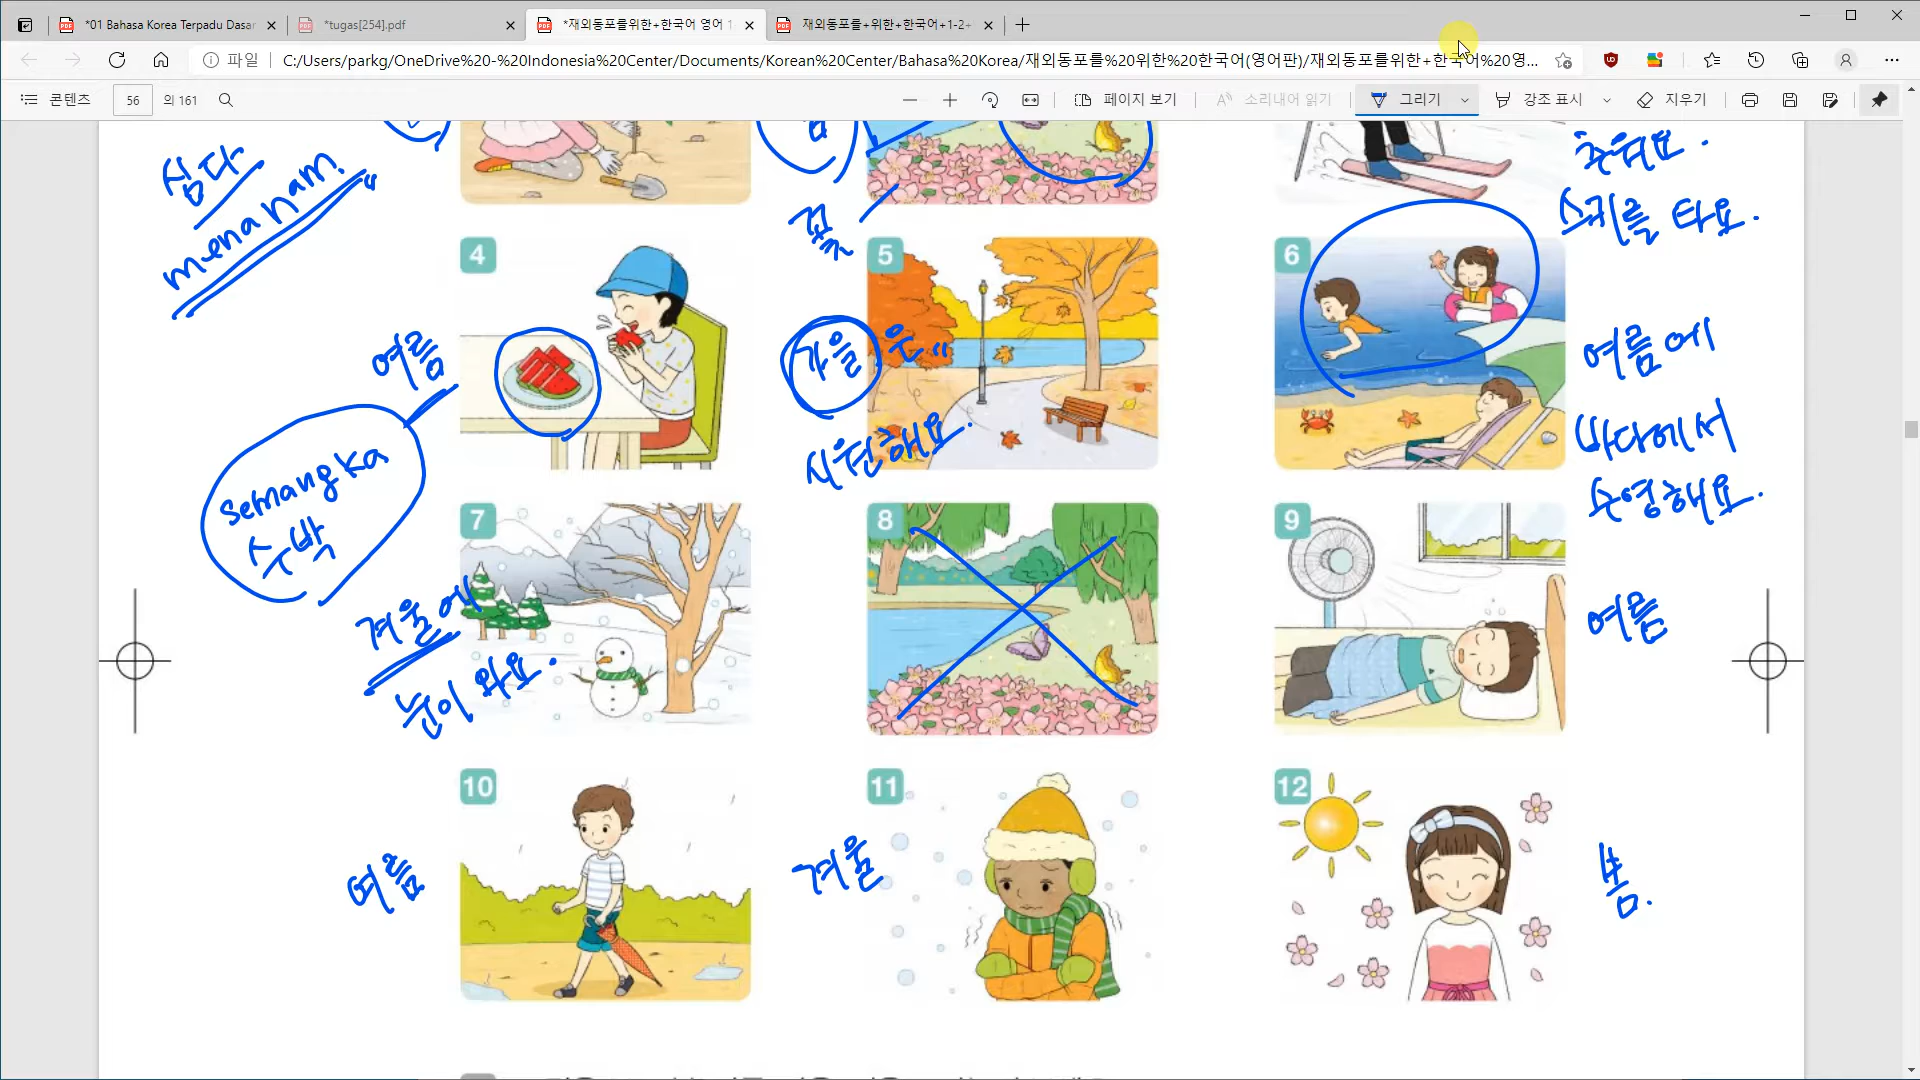 *01 Bahasa Korea Terpadu Dasar
*tugas[254].pdf
*재외동포를위한+한국어 영어 1
재외동포를+위한+한국어+1-2+
파일
C:/Users/parkg/OneDrive%20-%20Indonesia%20Center/Documents/Korean%20Center/Bahasa%20Korea/재외동포를%20위한%20한국어(영어판)/재외동포를위한+한국어%20영...
콘텐츠
56
의 161
페이지 보기
소리내어 읽기
그리기
강조 표시
지우기
심다
menanam
꽃
추워요.
스키를 타요.
4
5
6
여름
가을은
시원해요.
여름에
바다에서
수영해요.
semangka
수박
7
8
9
겨울에
눈이 와요.
여름
10
11
12
여름
겨울
봄.